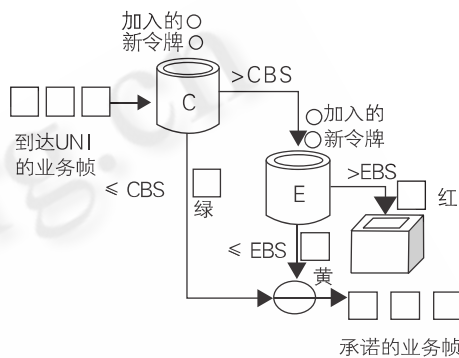 加入的
新令牌
C
>CBS
到达UNI
的业务帧
≤ CBS
绿
加入的
新令牌
E
>EBS
红
≤ EBS
黄
承诺的业务帧